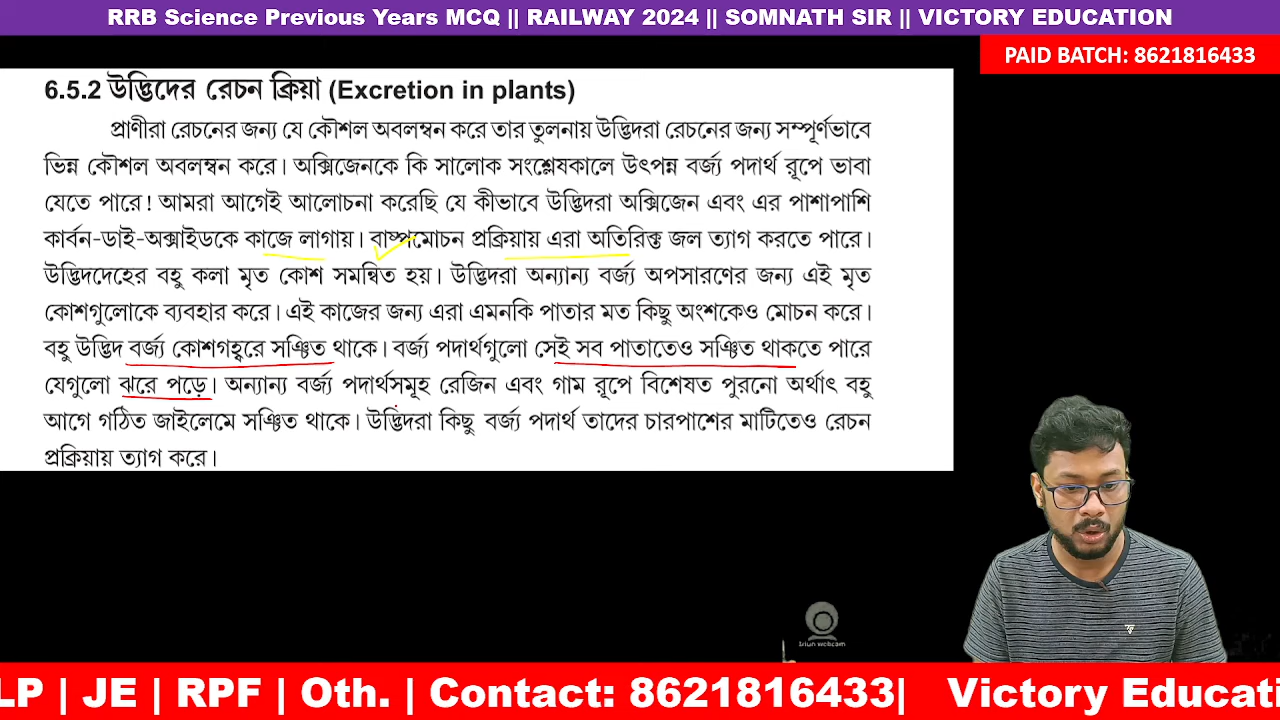 RRB Science Previous Years MCQ || RAILWAY 2024 || SOMNATH SIR || VICTORY EDUCATION
PAID BATCH: 8621816433
6.5.2 উদ্ভিদের রেচন ক্রিয়া (Excretion in plants)
প্রাণীরা রেচনের জন্য যে কৌশল অবলম্বন করে তার তুলনায় উদ্ভিদরা রেচনের জন্য সম্পূর্ণভাবে
ভিন্ন কৌশল অবলম্বন করে। অক্সিজেনকে কি সালোক সংশ্লেষকালে উৎপন্ন বর্জ্য পদার্থ রূপে ভাবা
যেতে পারে! আমরা আগেই আলোচনা করেছি যে কীভাবে উদ্ভিদরা অক্সিজেন এবং এর পাশাপাশি
কার্বন-ডাই-অক্সাইডকে কাজে লাগায়। বাষ্পমোচন প্রক্রিয়ায় এরা অতিরিক্ত জল ত্যাগ করতে পারে।
উদ্ভিদদেহের বহু কলা মৃত কোশ সমন্বিত হয়। উদ্ভিদরা অন্যান্য বর্জ্য অপসারণের জন্য এই মৃত
কোশগুলোকে ব্যবহার করে। এই কাজের জন্য এরা এমনকি পাতার মত কিছু অংশকেও মোচন করে।
বহু উদ্ভিদ বর্জ্য কোশগহ্বরে সঞ্চিত থাকে। বর্জ্য পদার্থগুলো সেই সব পাতাতেও সঞ্চিত থাকতে পারে
যেগুলো ঝরে পড়ে। অন্যান্য বর্জ্য পদার্থসমূহ রেজিন এবং গাম রূপে বিশেষত পুরনো অর্থাৎ বহু
আগে গঠিত জাইলেমে সঞ্চিত থাকে। উদ্ভিদরা কিছু বর্জ্য পদার্থ তাদের চারপাশের মাটিতেও রেচন
প্রক্রিয়ায় ত্যাগ করে।
Iriun webcam
LP | JE | RPF | Oth. | Contact: 8621816433| Victory Educati